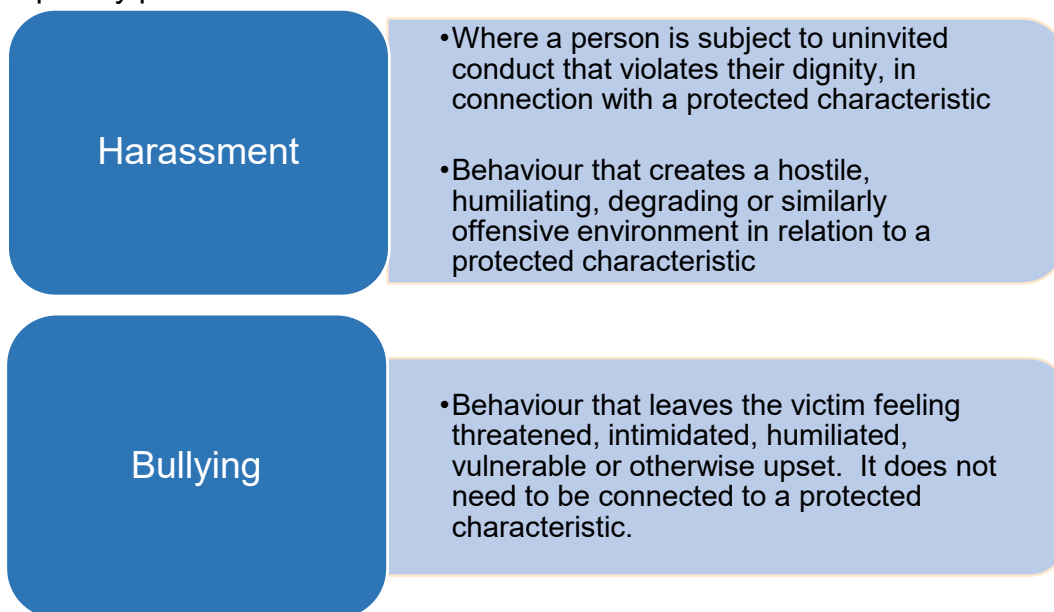 Harassment
•Where a person is subject to uninvited
conduct that violates their dignity, in
connection with a protected characteristic
•Behaviour that creates a hostile,
humiliating, degrading or similarly
offensive environment in relation to a
protected characteristic
Bullying
•Behaviour that leaves the victim feeling
threatened, intimidated, humiliated,
vulnerable or otherwise upset.  It does not
need to be connected to a protected
characteristic.